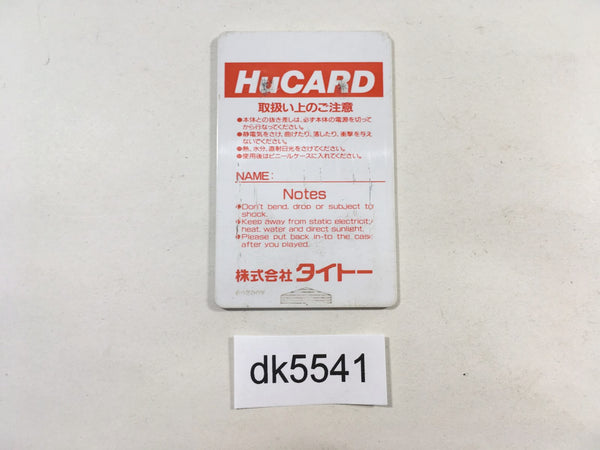 HuCARD
取扱い上のご注意
●本体との抜き差しは、必ず本体の電源を切って
から行なってください。
●静電気をさけ、曲げたり、落したり、衝撃を与え
ないでください。
●熱、水分、直射日光をさけてください。
●使用後はビニールケースに入れてください。
NAME:
Notes
●Don't bend, drop or subject to
shock.
●Keep away from static electricity,
heat, water and direct sunlight.
●Please put back in-to the case
after you played.
株式会社タイトー
dk5541